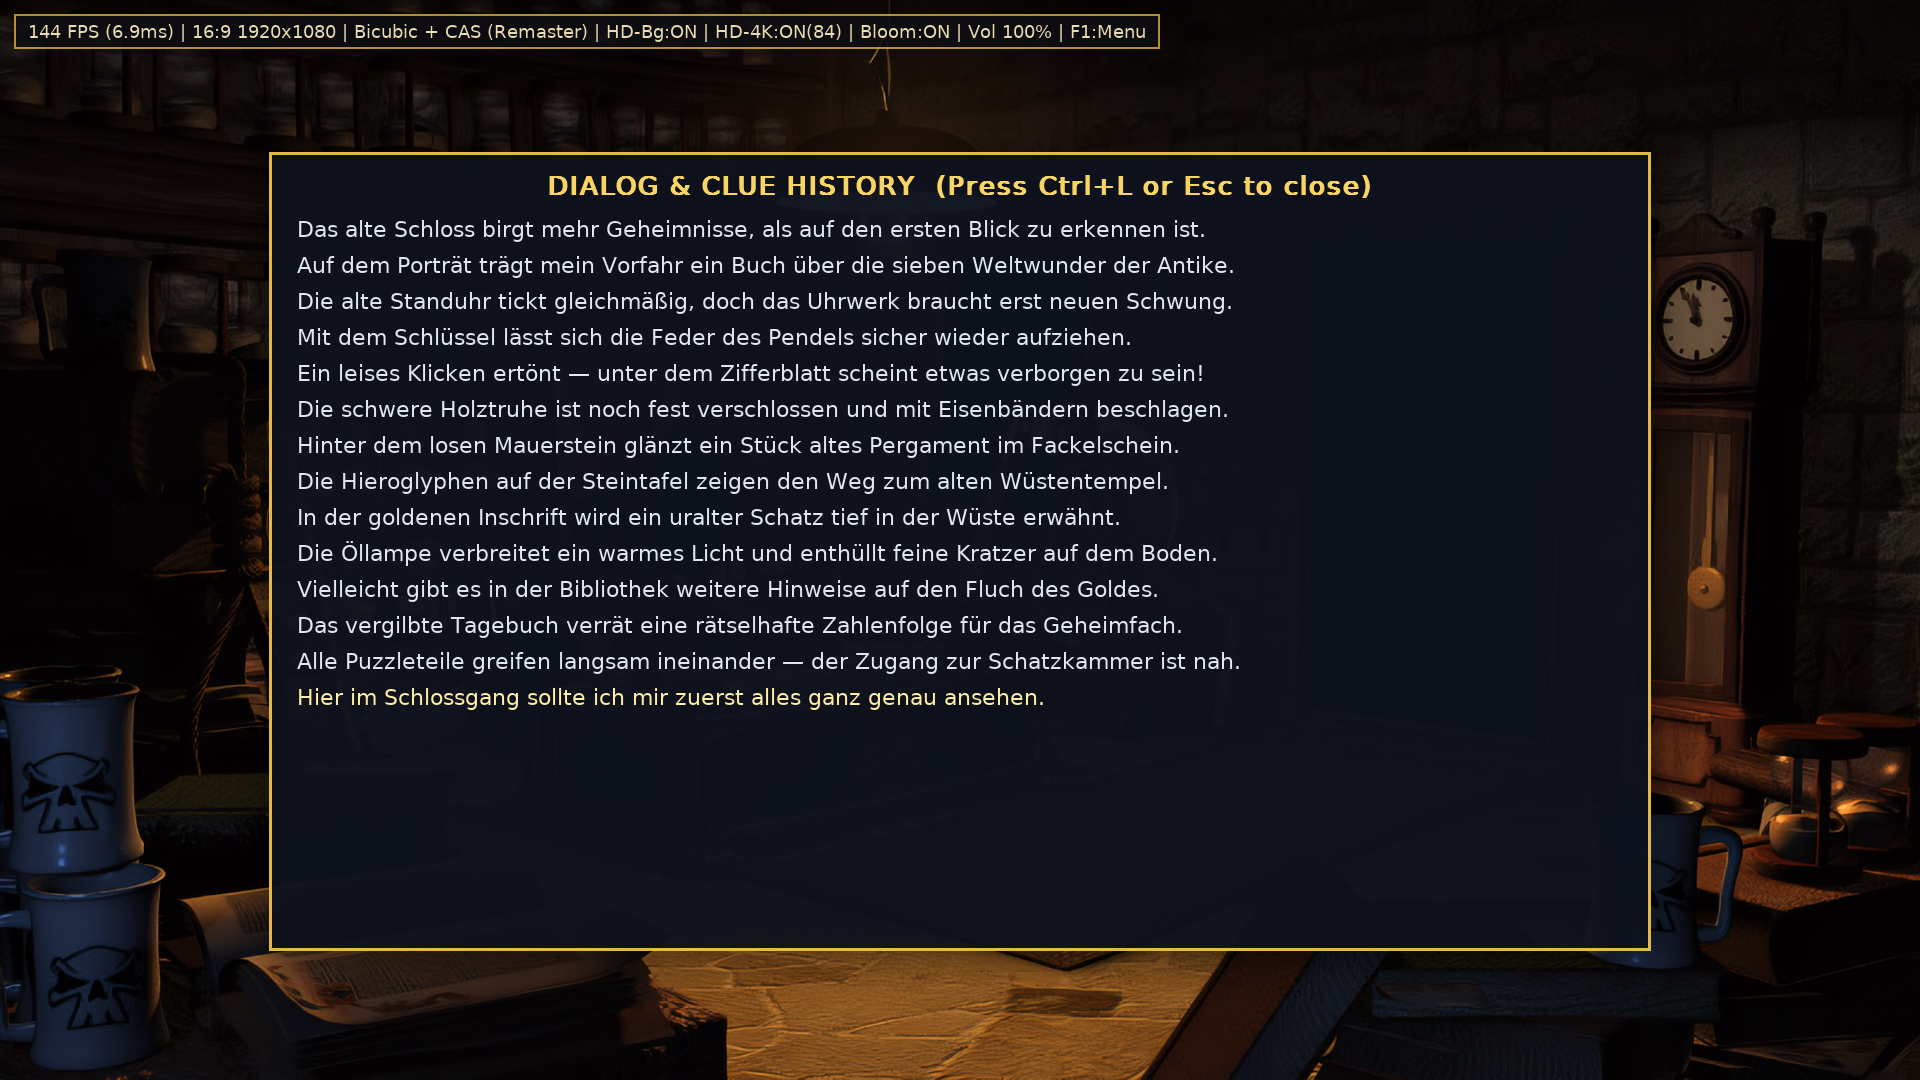 144 FPS (6.9ms) | 16:9 1920x1080 | Bicubic + CAS (Remaster) | HD-Bg:ON | HD-4K:ON(84) | Bloom:ON | Vol 100% | F1:Menu
DIALOG & CLUE HISTORY (Press Ctrl+L or Esc to close)
Das alte Schloss birgt mehr Geheimnisse, als auf den ersten Blick zu erkennen ist.
Auf dem Porträt trägt mein Vorfahr ein Buch über die sieben Weltwunder der Antike.
Die alte Standuhr tickt gleichmäßig, doch das Uhrwerk braucht erst neuen Schwung.
Mit dem Schlüssel lässt sich die Feder des Pendels sicher wieder aufziehen.
Ein leises Klicken ertönt — unter dem Zifferblatt scheint etwas verborgen zu sein!
Die schwere Holztruhe ist noch fest verschlossen und mit Eisenbändern beschlagen.
Hinter dem losen Mauerstein glänzt ein Stück altes Pergament im Fackelschein.
Die Hieroglyphen auf der Steintafel zeigen den Weg zum alten Wüstentempel.
In der goldenen Inschrift wird ein uralter Schatz tief in der Wüste erwähnt.
Die Öllampe verbreitet ein warmes Licht und enthüllt feine Kratzer auf dem Boden.
Vielleicht gibt es in der Bibliothek weitere Hinweise auf den Fluch des Goldes.
Das vergilbte Tagebuch verrät eine rätselhafte Zahlenfolge für das Geheimfach.
Alle Puzzleteile greifen langsam ineinander — der Zugang zur Schatzkammer ist nah.
Hier im Schlossgang sollte ich mir zuerst alles ganz genau ansehen.